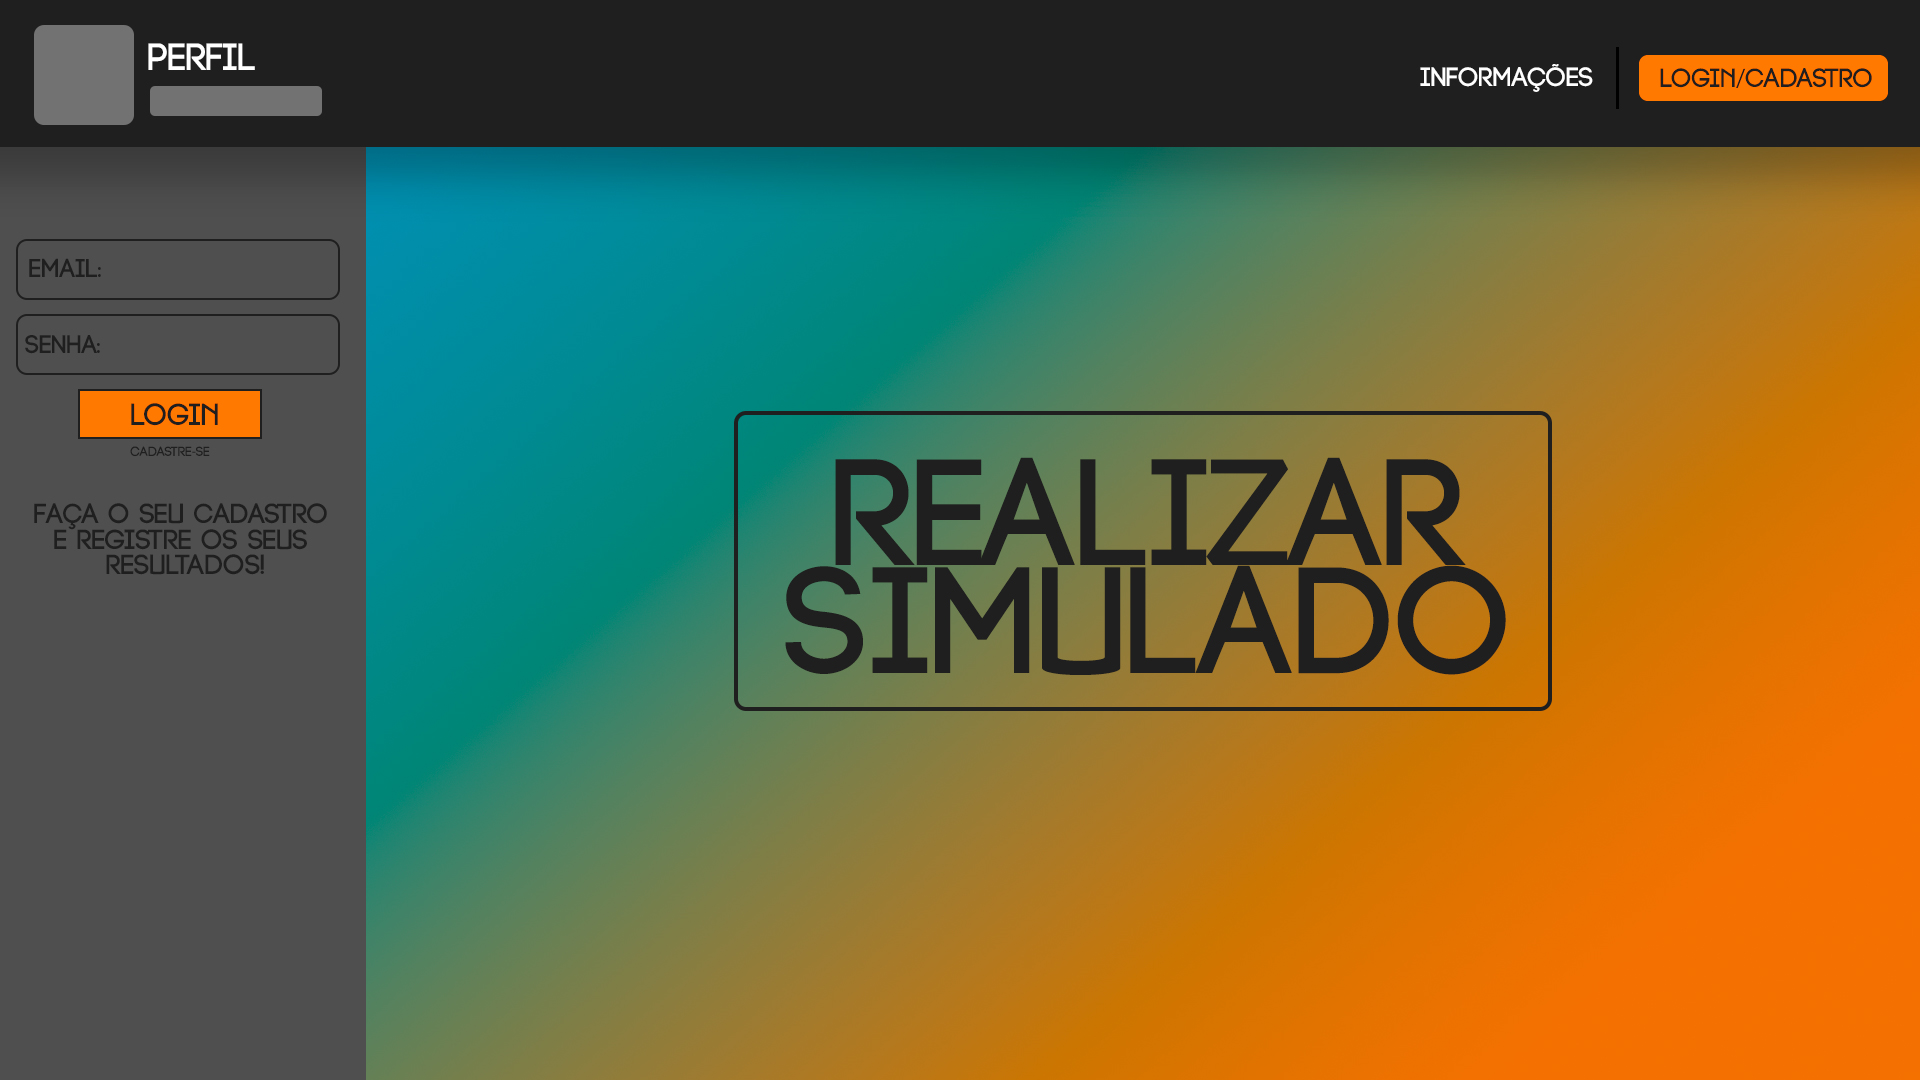 PERFIL
INFORMAÇÕES
LOGIN/CADASTRO
EMAIL:
SENHA:
LOGIN
CADASTRE-SE
FAÇA O SEU CADASTRO
E REGISTRE OS SEUS
RESULTADOS!
REALIZAR
SIMULADO